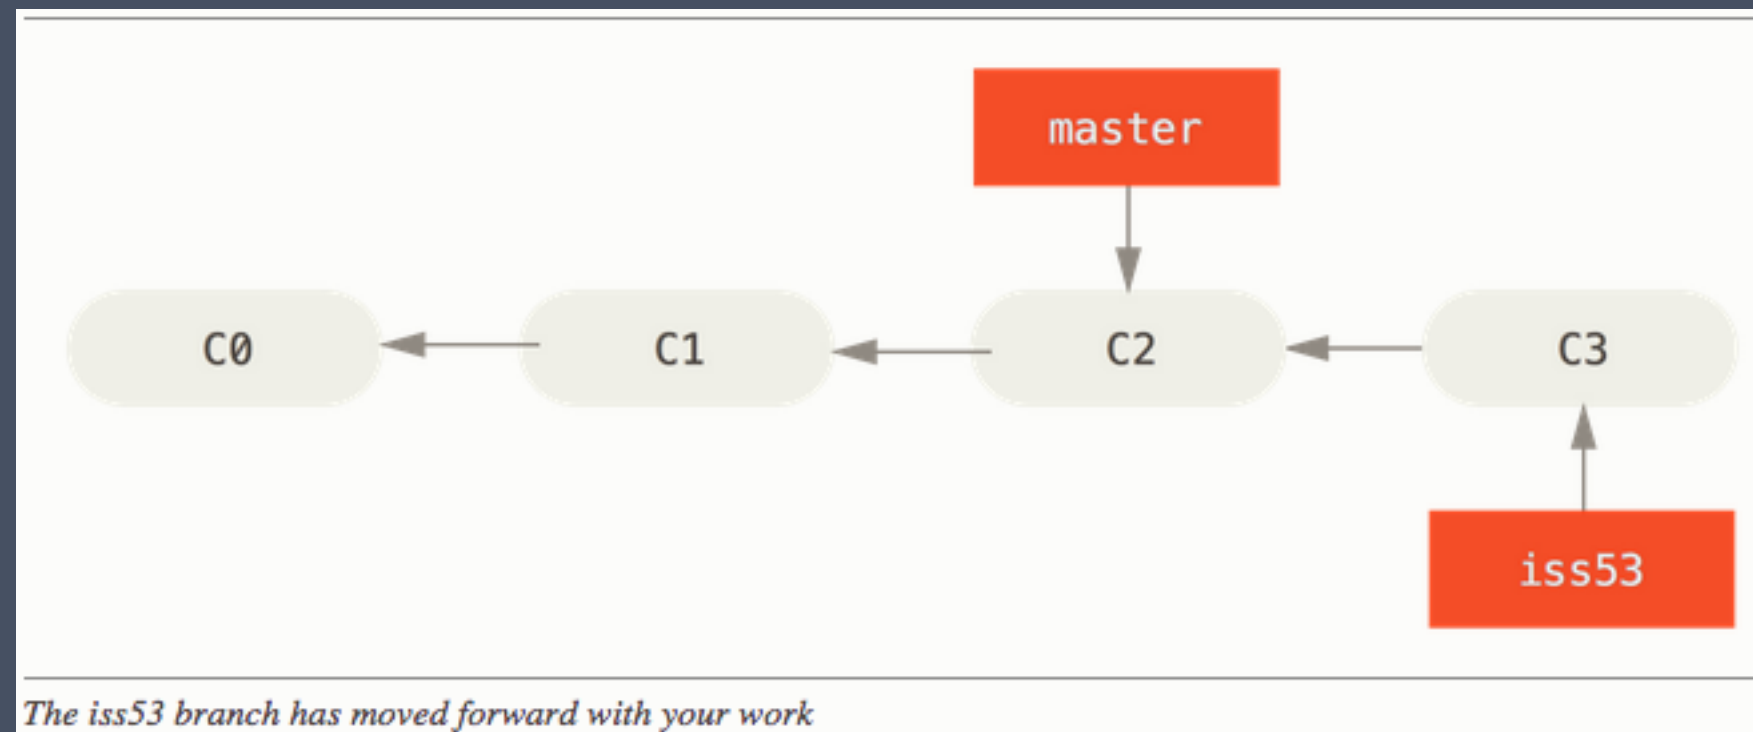 master
C0 C1 C2 C3
iss53
The iss53 branch has moved forward with your work